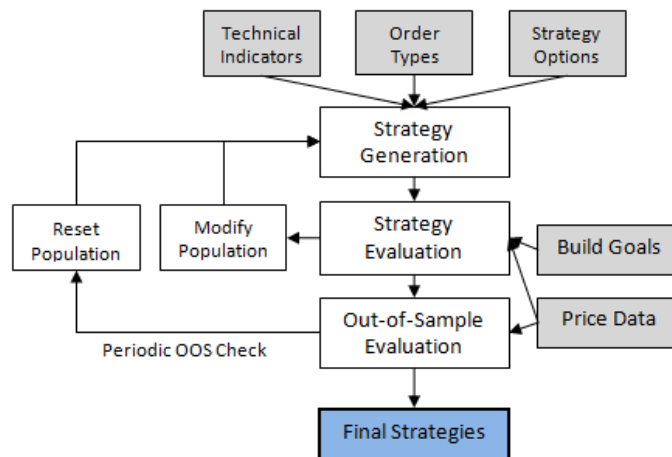 Technical
Indicators
Order
Types
Strategy
Options
Strategy
Generation
Reset
Population
Modify
Population
Strategy
Evaluation
Build Goals
Out-of-Sample
Evaluation
Price Data
Periodic OOS Check
Final Strategies